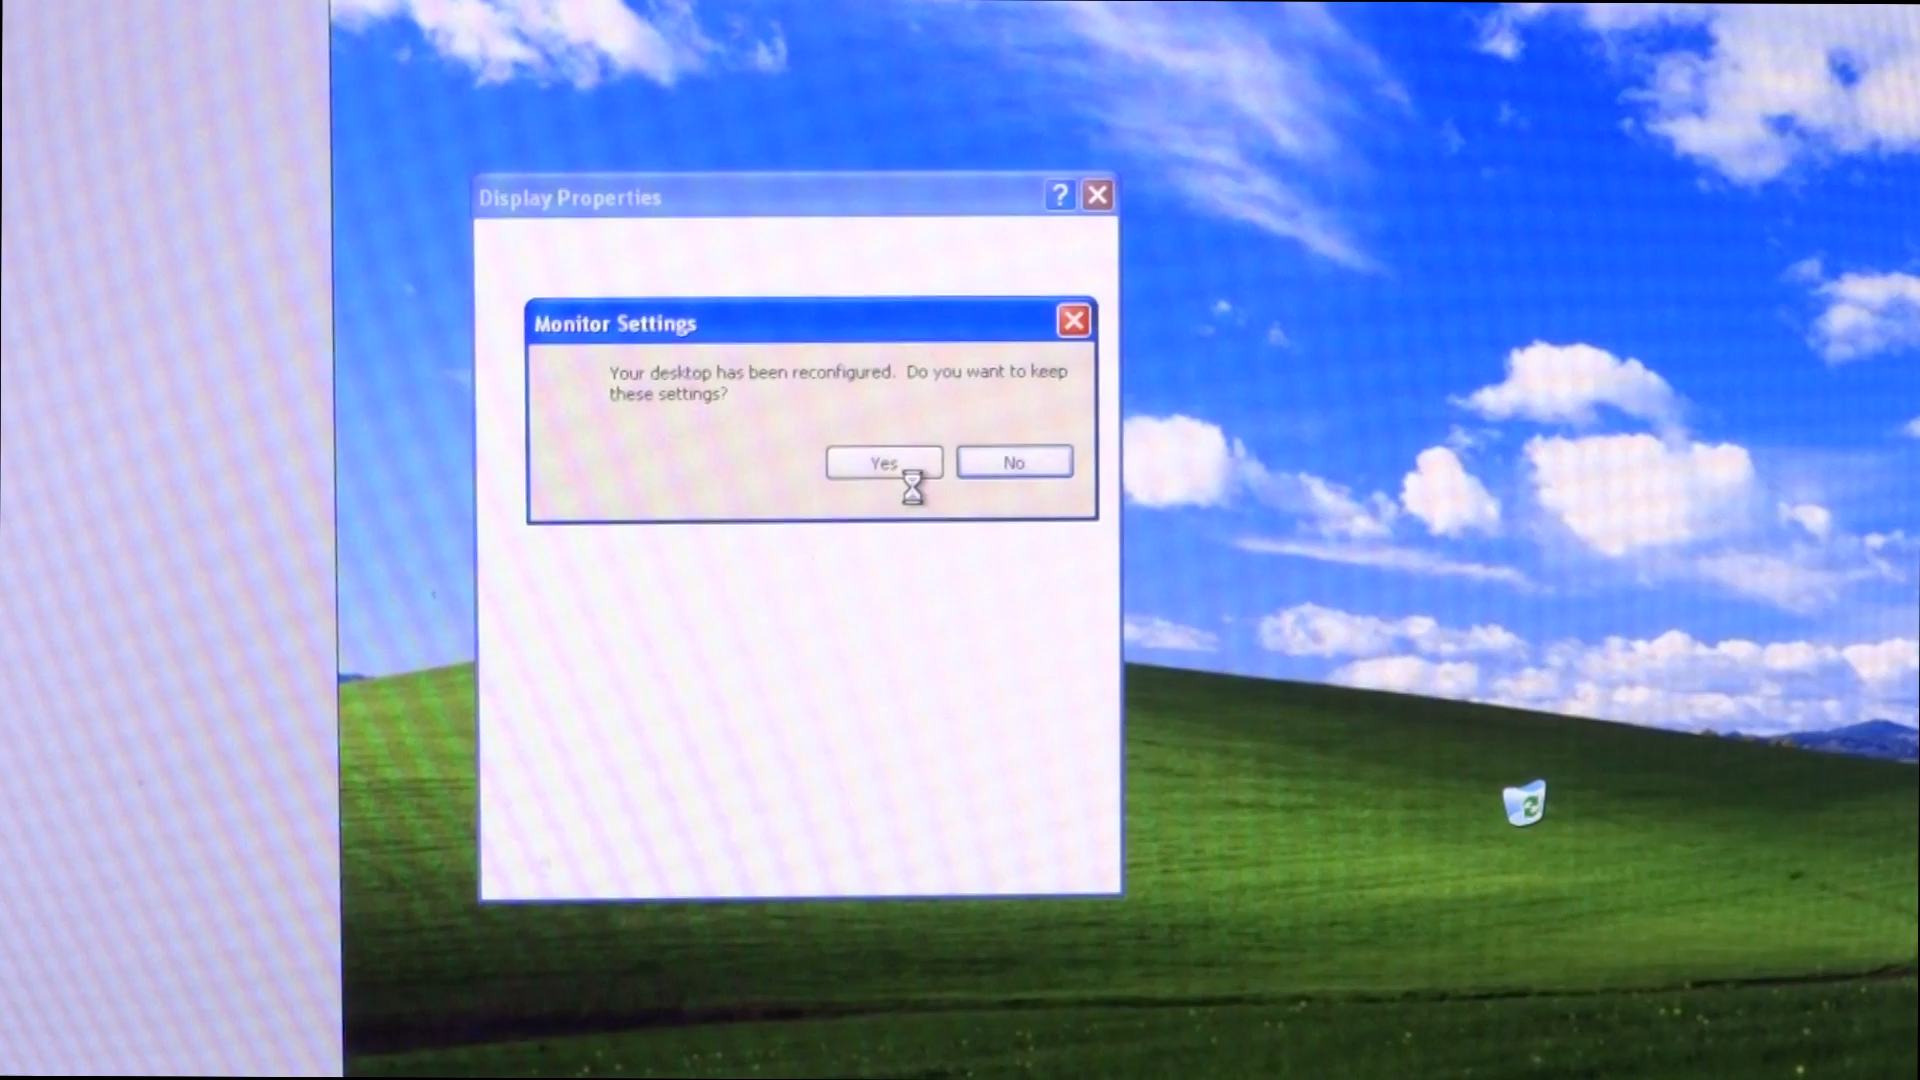 Display Properties
Monitor Settings
Your desktop has been reconfigured. Do you want to keep
these settings?
Yes
No